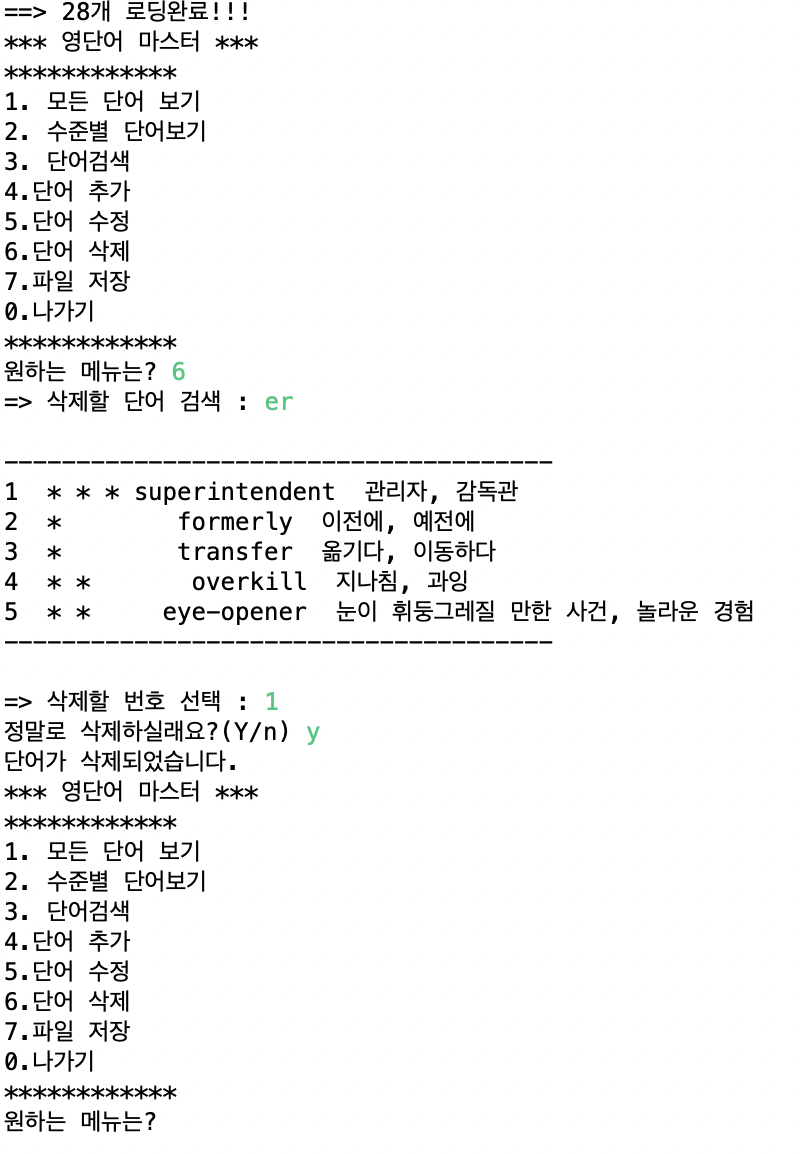 ==> 28개 로딩완료!!!
*** 영단어 마스터 ***
************
1. 모든 단어 보기
2. 수준별 단어보기
3. 단어검색
4.단어 추가
5.단어 수정
6.단어 삭제
7.파일 저장
0.나가기
************
원하는 메뉴는? 6
=> 삭제할 단어 검색 : er
--------------------------------------
1 * * * superintendent 관리자, 감독관
2 * formerly 이전에, 예전에
3 * transfer 옮기다, 이동하다
4 * * overkill 지나침, 과잉
5 * * eye-opener 눈이 휘둥그레질 만한 사건, 놀라운 경험
--------------------------------------
=> 삭제할 번호 선택 : 1
정말로 삭제하실래요?(Y/n) y
단어가 삭제되었습니다.
*** 영단어 마스터 ***
************
1. 모든 단어 보기
2. 수준별 단어보기
3. 단어검색
4.단어 추가
5.단어 수정
6.단어 삭제
7.파일 저장
0.나가기
************
원하는 메뉴는?